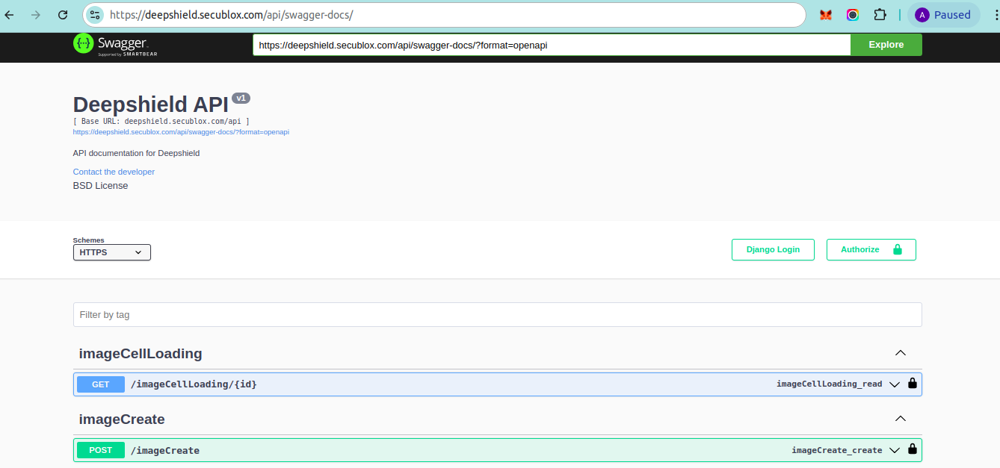 https://deepshield.secublox.com/api/swagger-docs/
A Paused
{···} Swagger
Supported by SMARTBEAR
https://deepshield.secublox.com/api/swagger-docs/?format=openapi
Explore
Deepshield API v1
[ Base URL: deepshield.secublox.com/api ]
https://deepshield.secublox.com/api/swagger-docs/?format=openapi
API documentation for Deepshield
Contact the developer
BSD License
Schemes
HTTPS
Django Login
Authorize
Filter by tag
imageCellLoading
GET /imageCellLoading/{id} imageCellLoading_read
imageCreate
POST /imageCreate imageCreate_create